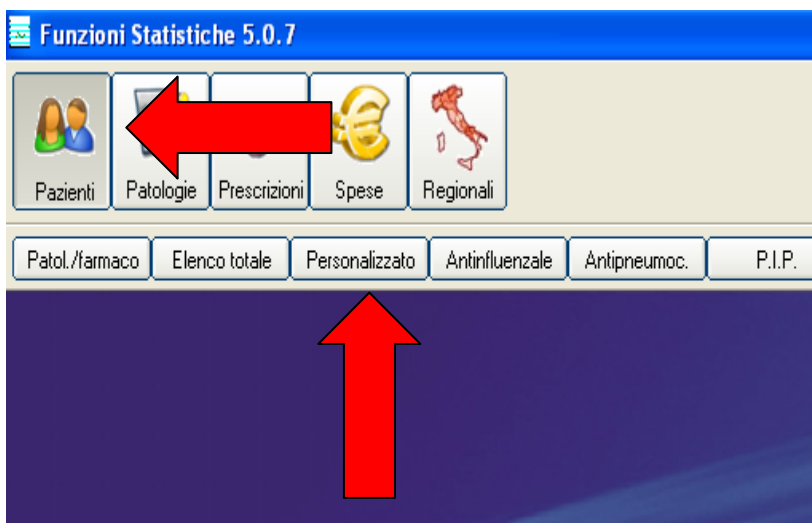 Funzioni Statistiche 5.0.7
Pazienti Patologie Prescrizioni Spese Regionali
Patol./farmaco Elenco totale Personalizzato Antinfluenzale Antipneumoc. P.I.P.